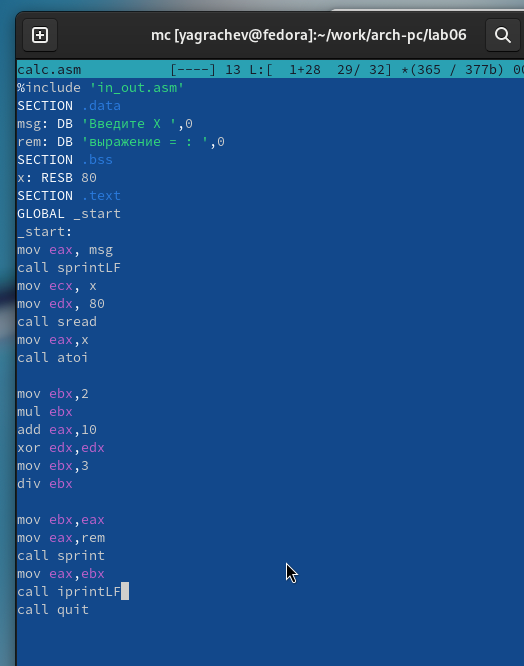 mc [yagrachev@fedora]:~/work/arch-pc/lab06
calc.asm [----] 13 L:[ 1+28 29/ 32] *(365 / 377b)
%include 'in_out.asm'
SECTION .data
msg: DB 'Введите X ',0
rem: DB 'выражение = : ',0
SECTION .bss
x: RESB 80
SECTION .text
GLOBAL _start
_start:
mov eax, msg
call sprintLF
mov ecx, x
mov edx, 80
call sread
mov eax,x
call atoi
mov ebx,2
mul ebx
add eax,10
xor edx,edx
mov ebx,3
div ebx
mov ebx,eax
mov eax,rem
call sprint
mov eax,ebx
call iprintLF
call quit